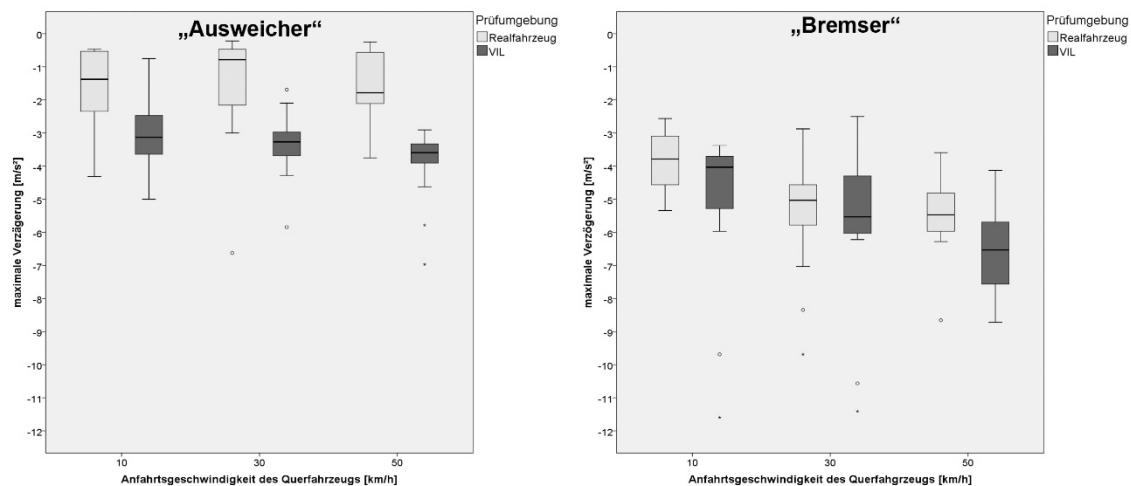 „Ausweicher“
Prüfumgebung
Realfahrzeug
VIL
maximale Verzägerung [m/s²]
0
-1
-2
-3
-4
-5
-6
-7
-8
-9
-10
-11
-12
10
30
50
Anfahrtsgeschwindigkeit des Querfahrzeugs [km/h]
„Bremser“
Prüfumgebung
Realfahrzeug
VIL
maximale Verzögerung [m/s²]
0
-1
-2
-3
-4
-5
-6
-7
-8
-9
-10
-11
-12
10
30
50
Anfahrtsgeschwindigkeit des Querfahgrzeugs [km/h]